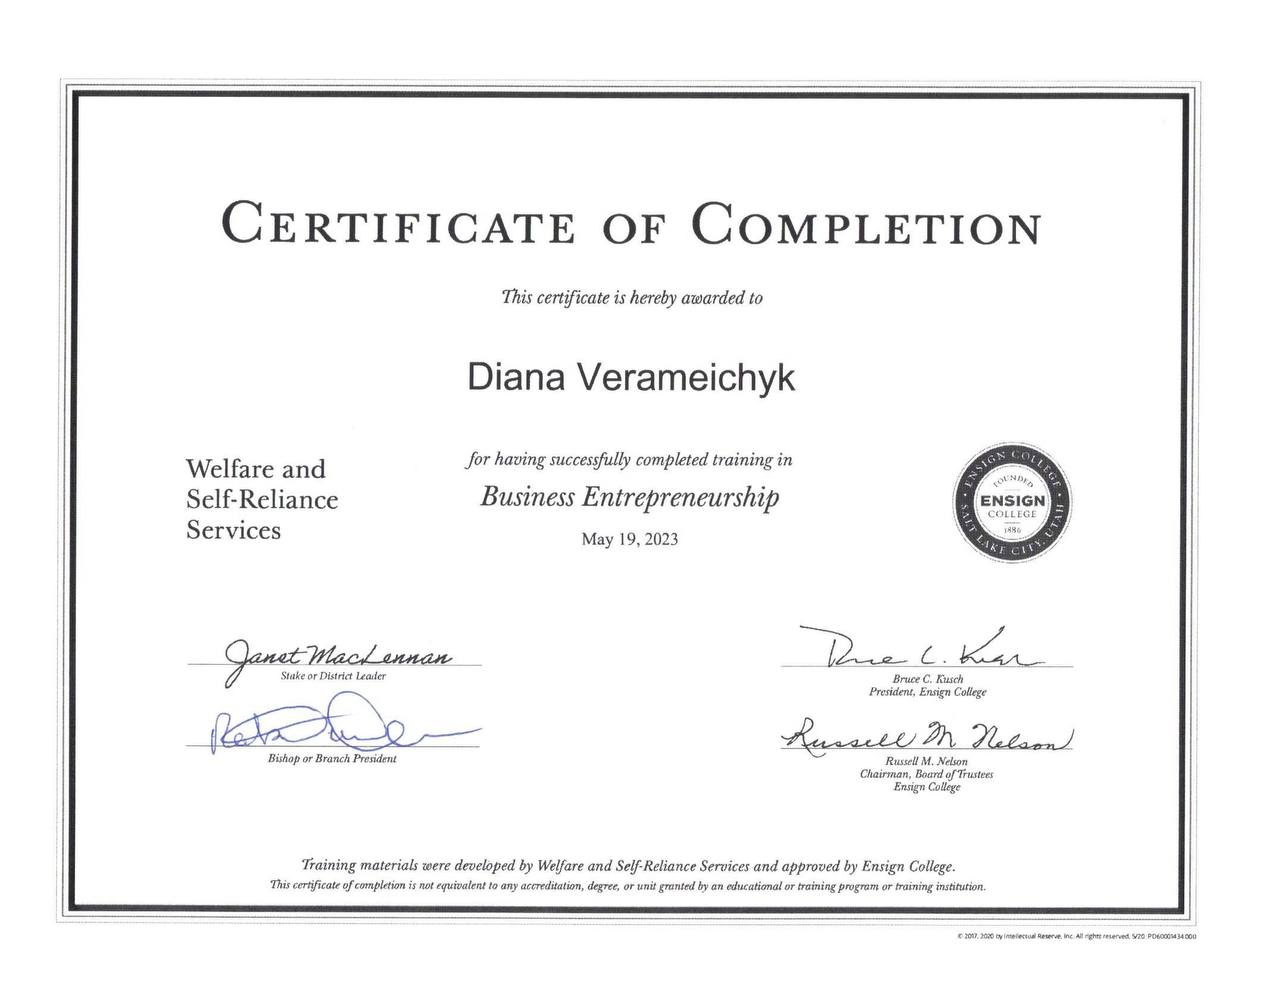 CERTIFICATE OF COMPLETION
This certificate is hereby awarded to
Diana Verameichyk
Welfare and
Self-Reliance
Services
for having successfully completed training in
Business Entrepreneurship
May 19, 2023
ENSIGN COLLEGE
FOUNDED
ENSIGN
COLLEGE
1886
SALT LAKE CITY, UTAH
Janet MacLennan
Stake or District Leader
Bishop or Branch President
Bruce C. Kusch
Bruce C. Kusch
President, Ensign College
Russell M Nelson
Russell M. Nelson
Chairman, Board of Trustees
Ensign College
Training materials were developed by Welfare and Self-Reliance Services and approved by Ensign College.
This certificate of completion is not equivalent to any accreditation, degree, or unit granted by an educational or training program or training institution.
© 2017, 2020 by Intellectual Reserve, Inc. All rights reserved. 5/20. PD60001434 000